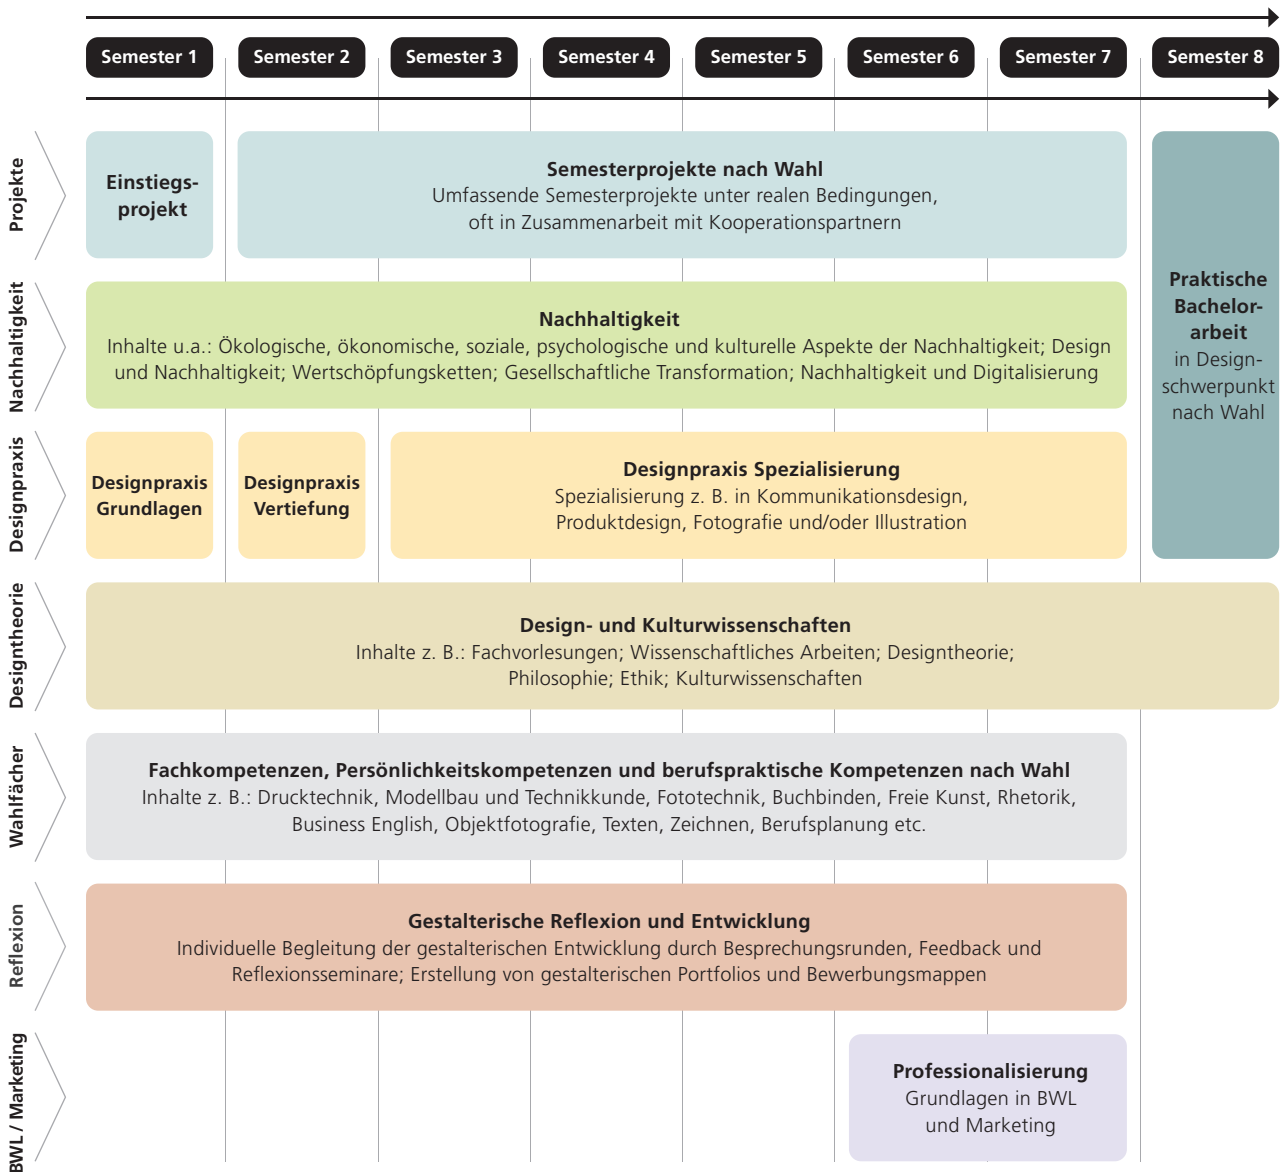 Semester 1
Semester 2
Semester 3
Semester 4
Semester 5
Semester 6
Semester 7
Semester 8
Projekte
Einstiegs-
projekt
Semesterprojekte nach Wahl
Umfassende Semesterprojekte unter realen Bedingungen,
oft in Zusammenarbeit mit Kooperationspartnern
Praktische
Bachelor-
arbeit
in Design-
schwerpunkt
nach Wahl
Nachhaltigkeit
Nachhaltigkeit
Inhalte u.a.: Ökologische, ökonomische, soziale, psychologische und kulturelle Aspekte der Nachhaltigkeit; Design
und Nachhaltigkeit; Wertschöpfungsketten; Gesellschaftliche Transformation; Nachhaltigkeit und Digitalisierung
Designpraxis
Designpraxis
Grundlagen
Designpraxis
Vertiefung
Designpraxis Spezialisierung
Spezialisierung z. B. in Kommunikationsdesign,
Produktdesign, Fotografie und/oder Illustration
Designtheorie
Design- und Kulturwissenschaften
Inhalte z. B.: Fachvorlesungen; Wissenschaftliches Arbeiten; Designtheorie;
Philosophie; Ethik; Kulturwissenschaften
Wahlfächer
Fachkompetenzen, Persönlichkeitskompetenzen und berufspraktische Kompetenzen nach Wahl
Inhalte z. B.: Drucktechnik, Modellbau und Technikkunde, Fototechnik, Buchbinden, Freie Kunst, Rhetorik,
Business English, Objektfotografie, Texten, Zeichnen, Berufsplanung etc.
Reflexion
Gestalterische Reflexion und Entwicklung
Individuelle Begleitung der gestalterischen Entwicklung durch Besprechungsrunden, Feedback und
Reflexionsseminare; Erstellung von gestalterischen Portfolios und Bewerbungsmappen
BWL / Marketing
Professionalisierung
Grundlagen in BWL
und Marketing